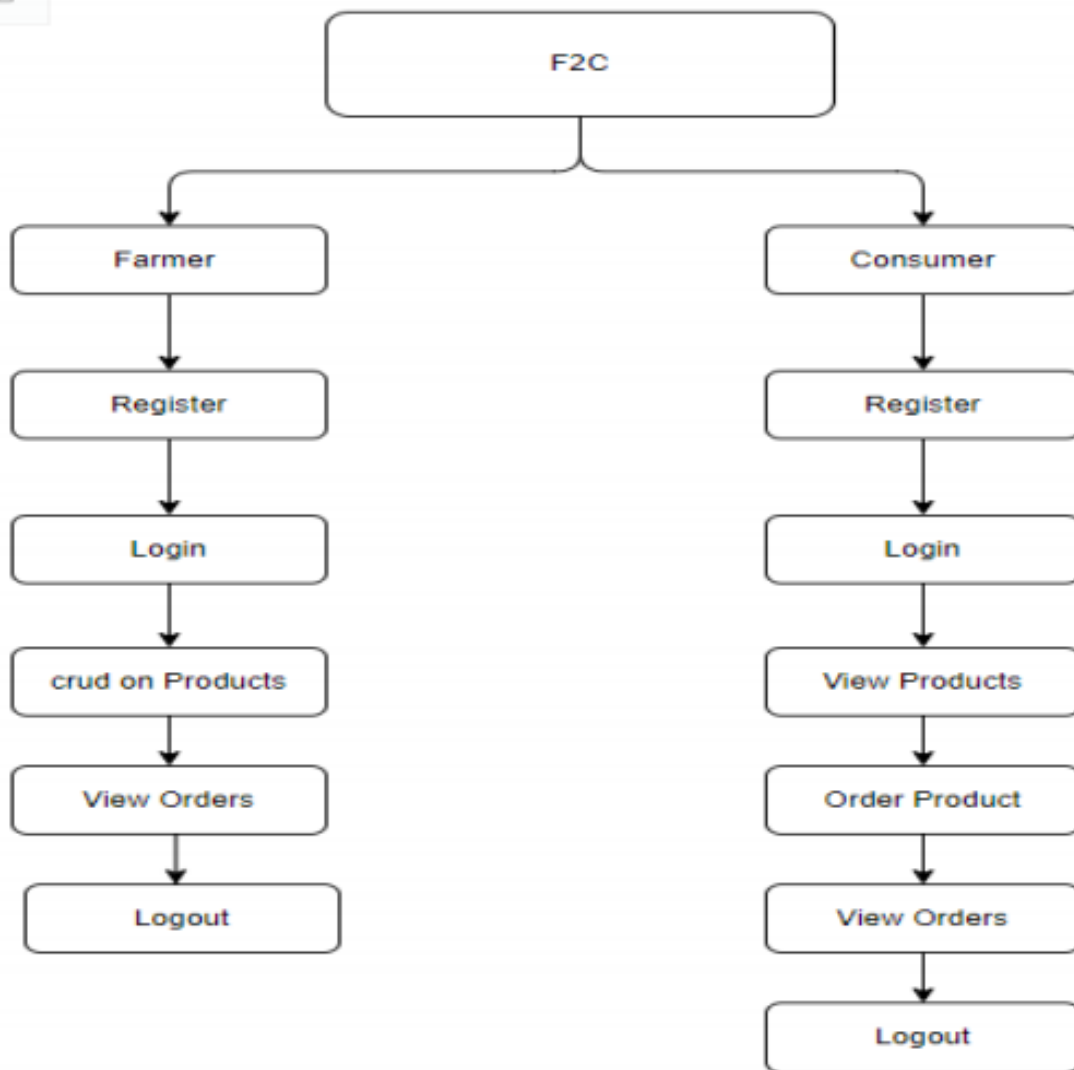 F2C
Farmer
Consumer
Register
Register
Login
Login
crud on Products
View Products
View Orders
Order Product
Logout
View Orders
Logout